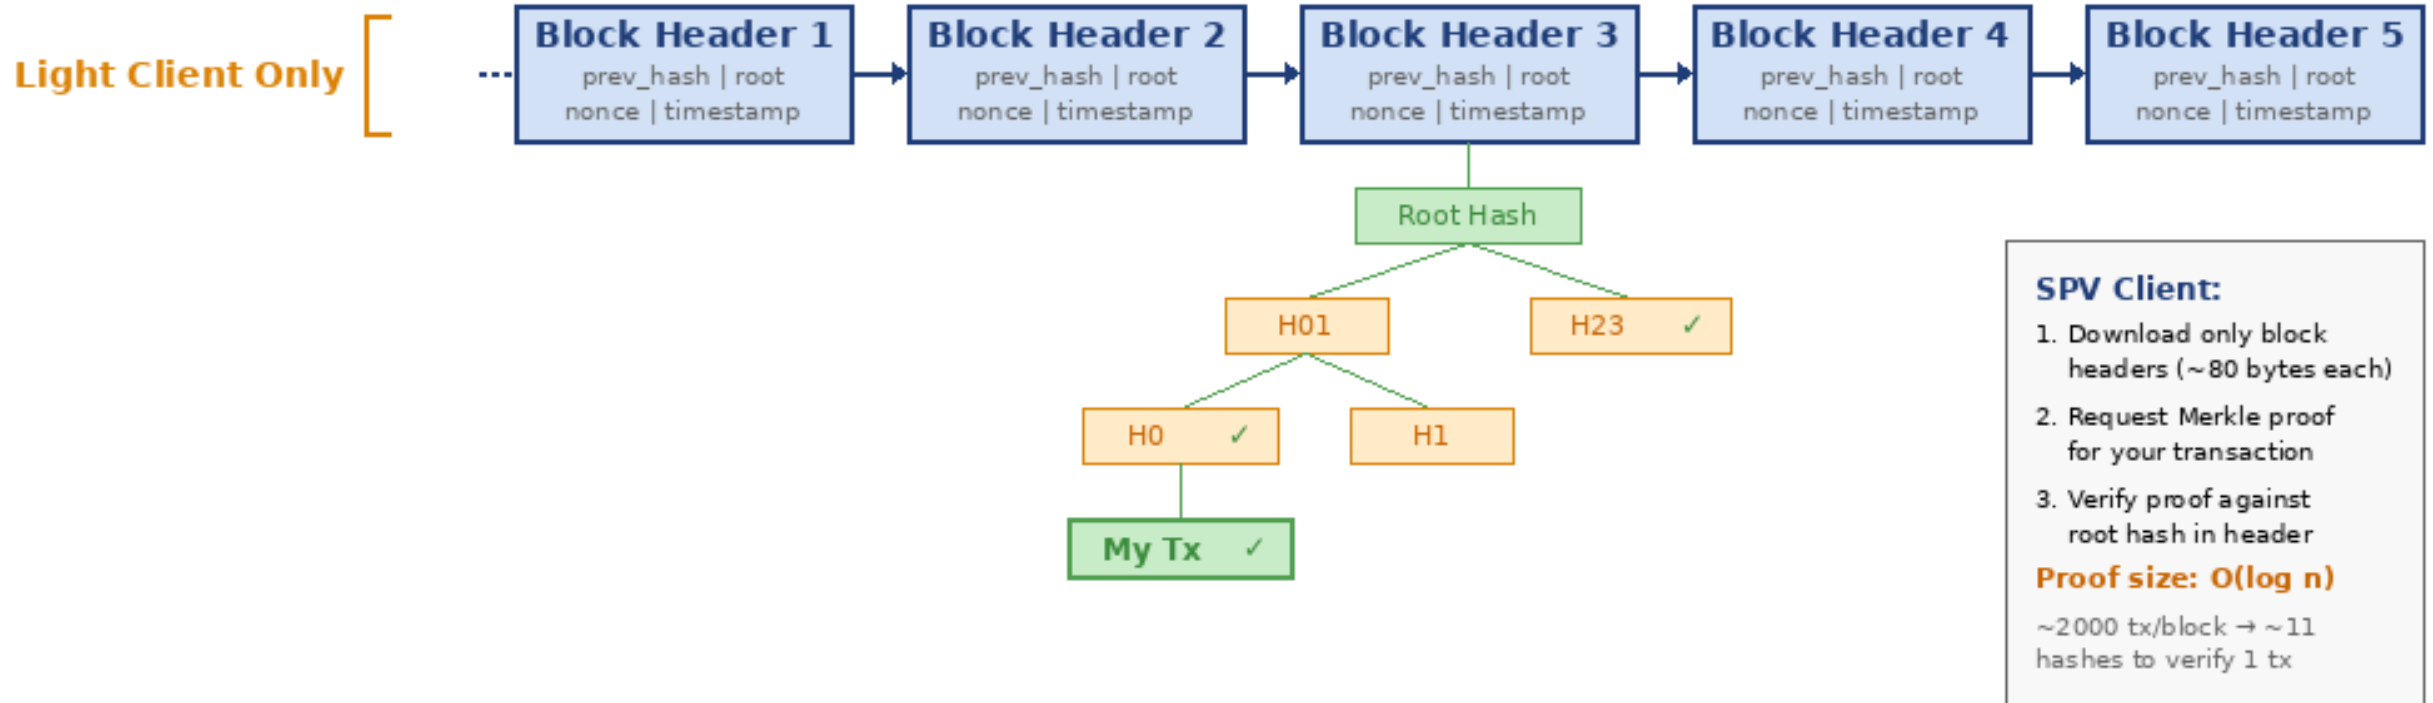 Light Client Only
Block Header 1
prev_hash | root
nonce | timestamp
Block Header 2
prev_hash | root
nonce | timestamp
Block Header 3
prev_hash | root
nonce | timestamp
Block Header 4
prev_hash | root
nonce | timestamp
Block Header 5
prev_hash | root
nonce | timestamp
Root Hash
H01
H23 ✓
H0 ✓
H1
My Tx ✓
SPV Client:
1. Download only block
headers (~80 bytes each)
2. Request Merkle proof
for your transaction
3. Verify proof against
root hash in header
Proof size: O(log n)
~2000 tx/block → ~11
hashes to verify 1 tx